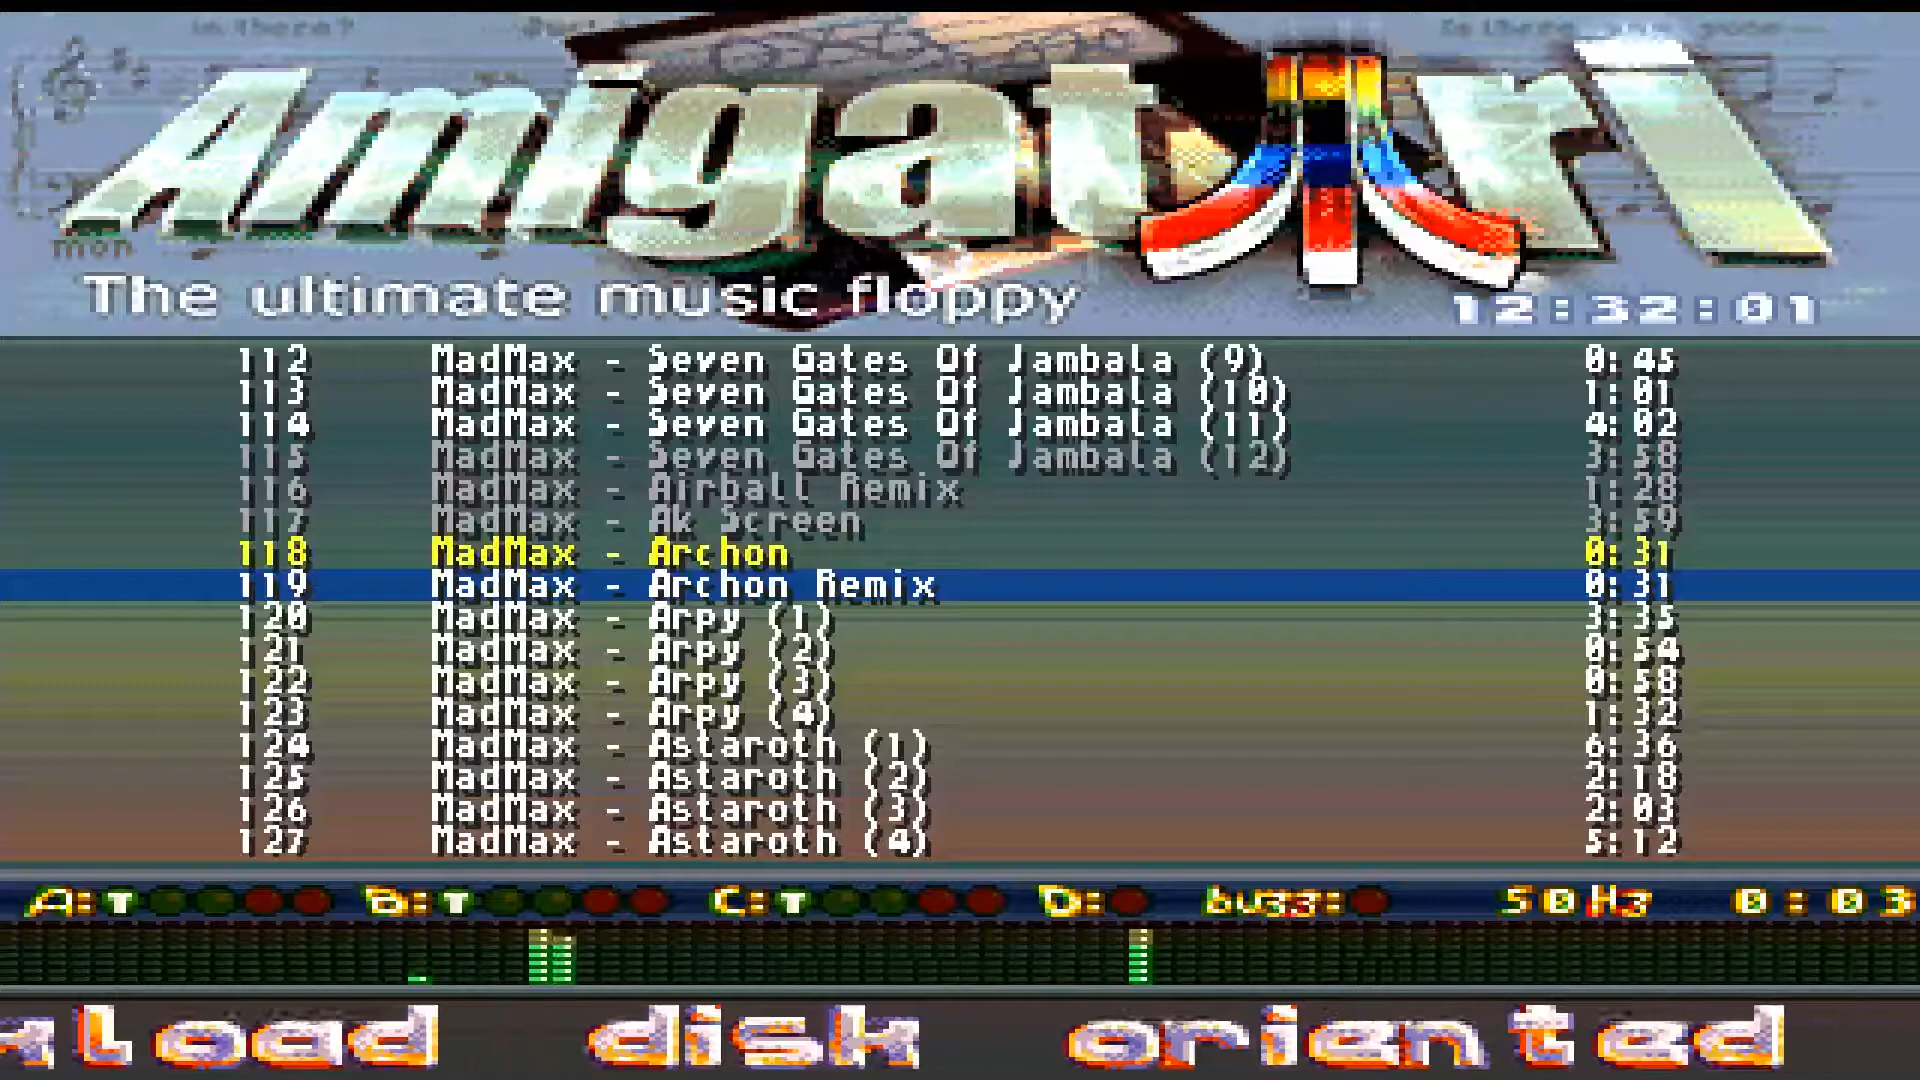 Amigatari
mon
The ultimate music floppy
12:32:01
112 MadMax - Seven Gates Of Jambala (9) 0:45
113 MadMax - Seven Gates Of Jambala (10) 1:01
114 MadMax - Seven Gates Of Jambala (11) 4:02
115 MadMax - Seven Gates Of Jambala (12) 3:58
116 MadMax - Airball Remix 1:28
117 MadMax - Ak Screen 3:59
118 MadMax - Archon 0:31
119 MadMax - Archon Remix 0:31
120 MadMax - Arpy (1) 3:35
121 MadMax - Arpy (2) 0:54
122 MadMax - Arpy (3) 0:58
123 MadMax - Arpy (4) 1:32
124 MadMax - Astaroth (1) 6:36
125 MadMax - Astaroth (2) 2:18
126 MadMax - Astaroth (3) 2:03
127 MadMax - Astaroth (4) 5:12
A:T B:T C:T D: buzz: 50Hz 0:03
load disk oriented